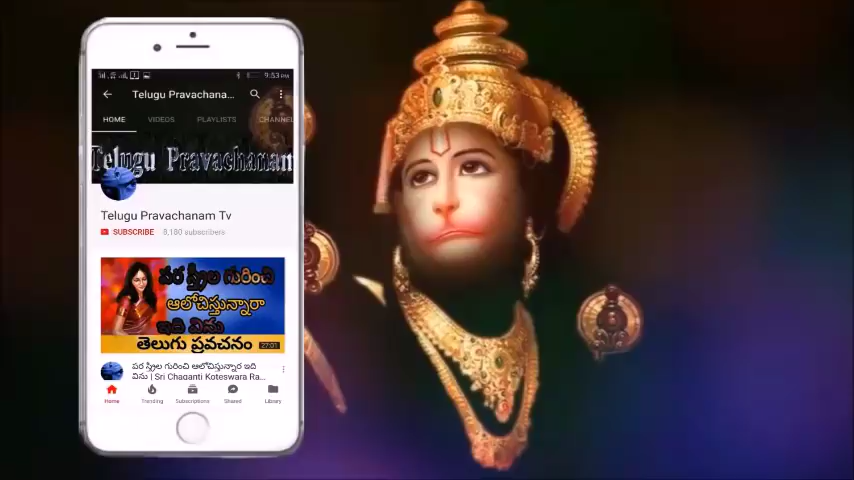 9:53 PM
Telugu Pravachana...
HOME VIDEOS PLAYLISTS CHANNEL
Telugu Pravachanam
Telugu Pravachanam Tv
SUBSCRIBE 8,180 subscribers
పర స్త్రీల గురించి
ఆలోచిస్తున్నారా
ఇది విను
తెలుగు ప్రవచనం 27:01
పర స్త్రీల గురించి ఆలోచిస్తున్నార ఇది
విను | Sri Chaganti Koteswara Ra...
Home Trending Subscriptions Shared Library